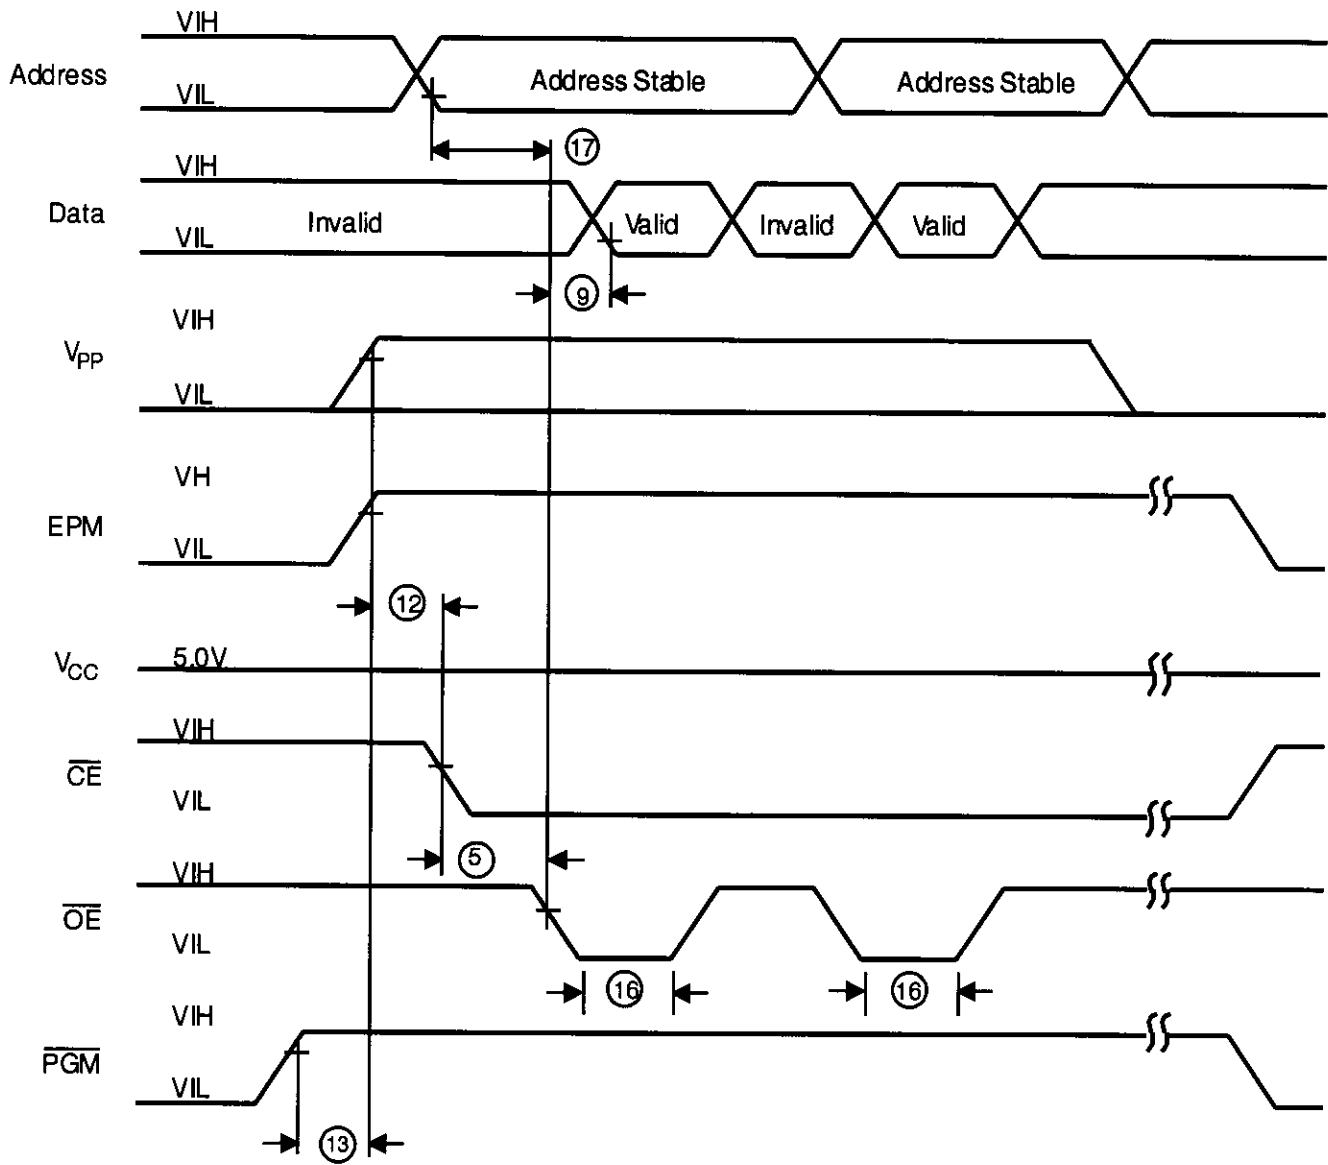 VIH
Address
VIL
Address Stable
Address Stable
17
VIH
Data
Invalid
VIL
Valid
Invalid
Valid
9
VIH
VPP
VIL
VH
EPM
VIL
12
VCC
5.0V
VIH
CE
VIL
5
VIH
OE
VIL
16
16
VIH
PGM
VIL
13